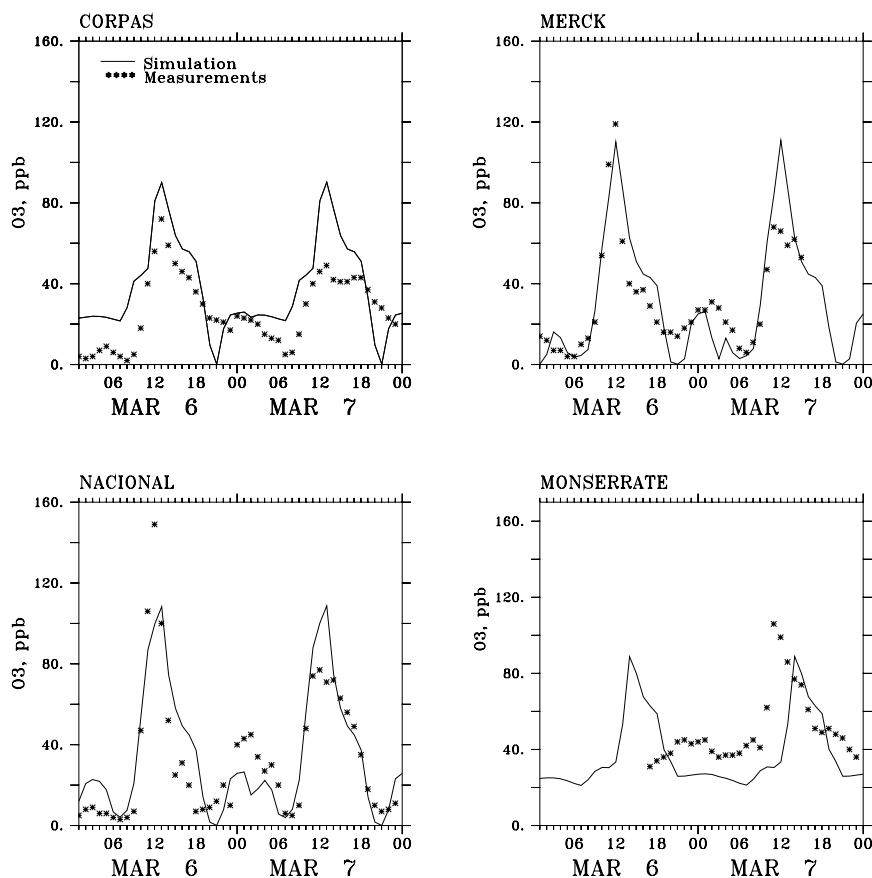 CORPAS
160.
120.
80.
40.
0.
O3, ppb
Simulation
Measurements
06 12 18 00 06 12 18 00
MAR 6 MAR 7
MERCK
160.
120.
80.
40.
0.
O3, ppb
06 12 18 00 06 12 18 00
MAR 6 MAR 7
NACIONAL
160.
120.
80.
40.
0.
O3, ppb
06 12 18 00 06 12 18 00
MAR 6 MAR 7
MONSERRATE
160.
120.
80.
40.
0.
O3, ppb
06 12 18 00 06 12 18 00
MAR 6 MAR 7